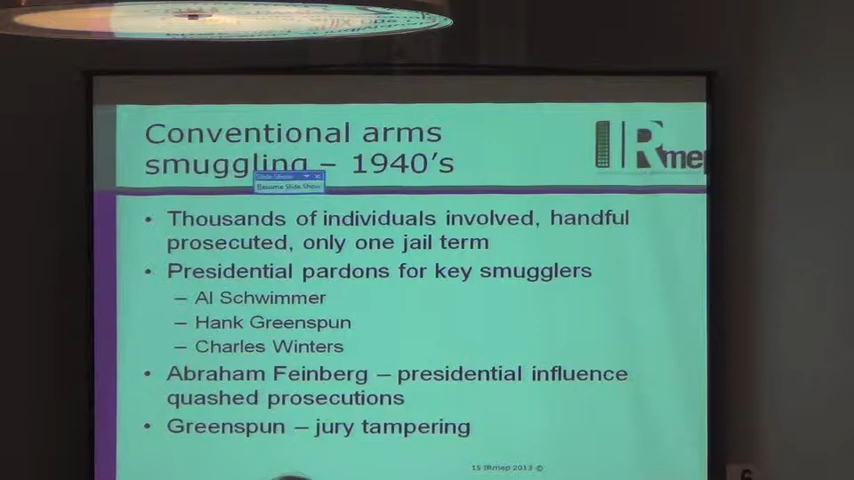 Conventional arms
smuggling – 1940's
IRmep
Slide Show
Resume Slide Show
• Thousands of individuals involved, handful
prosecuted, only one jail term
• Presidential pardons for key smugglers
– Al Schwimmer
– Hank Greenspun
– Charles Winters
• Abraham Feinberg – presidential influence
quashed prosecutions
• Greenspun – jury tampering
15 IRmep 2013 ©
6